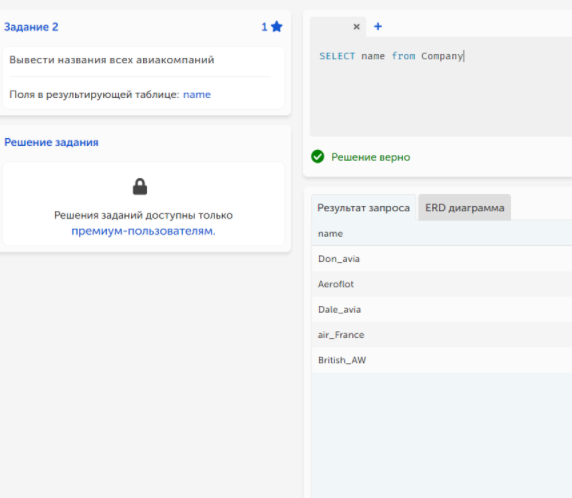 Задание 2
1
Вывести названия всех авиакомпаний
Поля в результирующей таблице: name
Решение задания
Решения заданий доступны только
премиум-пользователям.
× +
SELECT name from Company
Решение верно
Результат запроса
ERD диаграмма
name
Don_avia
Aeroflot
Dale_avia
air_France
British_AW